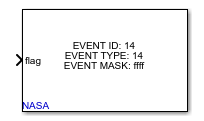 EVENT ID: 14
flag
EVENT TYPE: 14
EVENT MASK: ffff
NASA